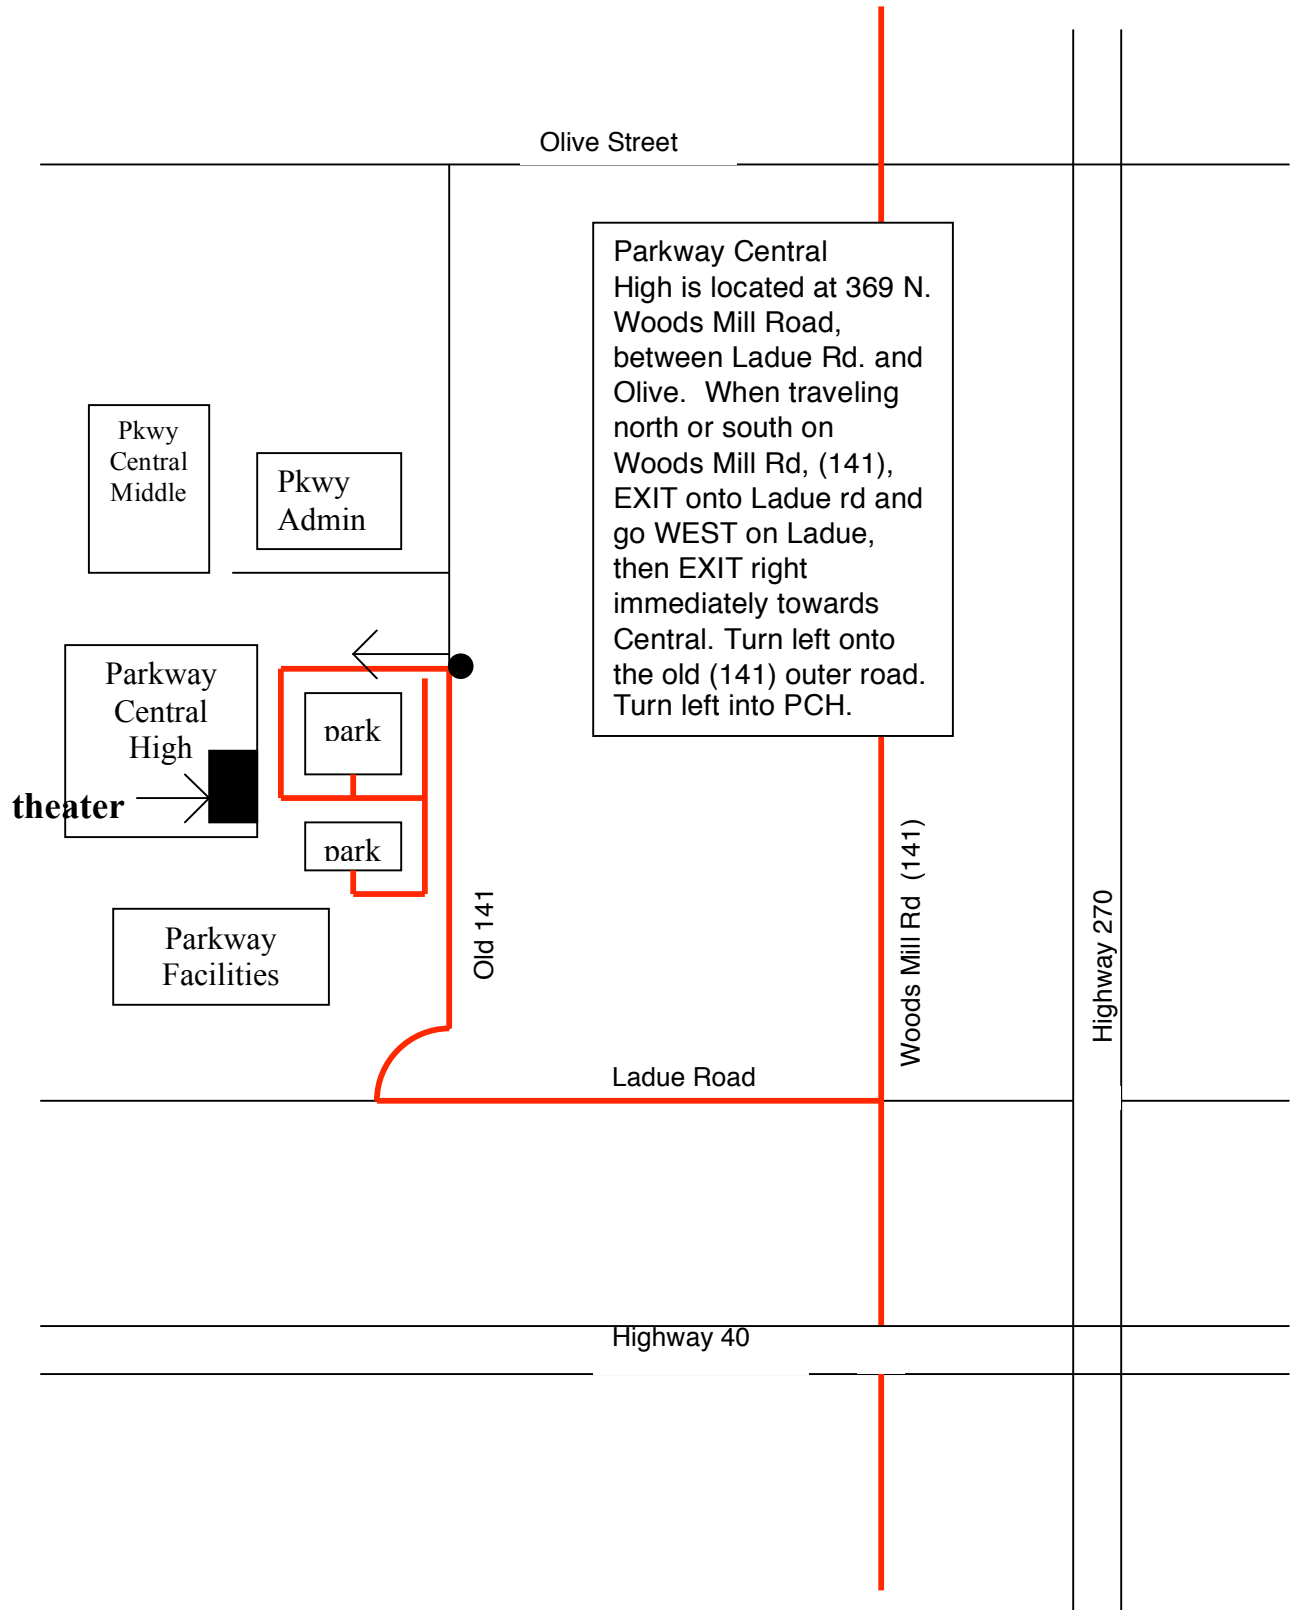 Olive Street
Parkway Central
High is located at 369 N.
Woods Mill Road,
between Ladue Rd. and
Olive.  When traveling
north or south on
Woods Mill Rd, (141),
EXIT onto Ladue rd and
go WEST on Ladue,
then EXIT right
immediately towards
Central. Turn left onto
the old (141) outer road.
Turn left into PCH.
Pkwy
Central
Middle
Pkwy
Admin
Parkway
Central
High
park
theater
park
Parkway
Facilities
Old 141
Woods Mill Rd  (141)
Highway 270
Ladue Road
Highway 40